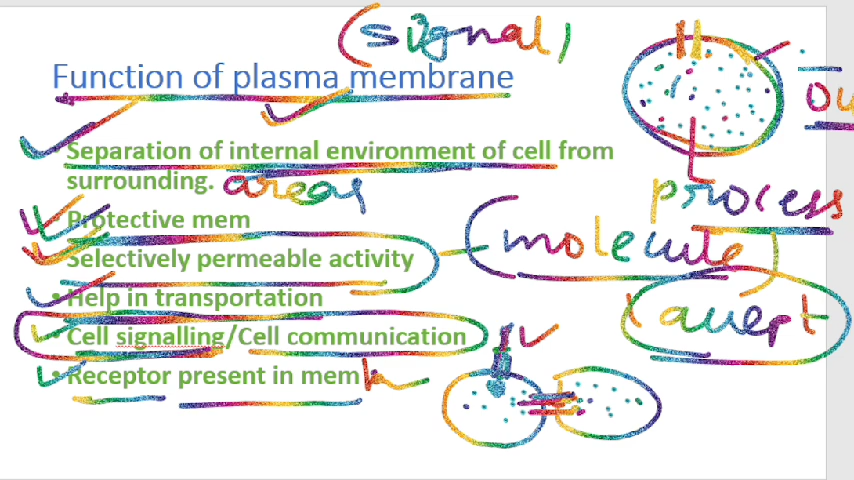 (signal)
Function of plasma membrane
ou
• Separation of internal environment of cell from
surrounding. areas
process
• Protective mem
(molecule)
• Selectively permeable activity
• Help in transportation
• Cell signalling/Cell communication
• Receptor present in mem